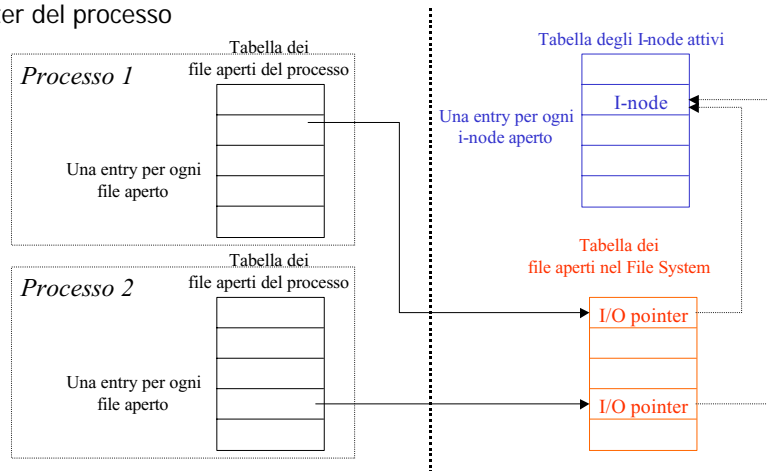 ter del processo
Tabella dei
file aperti del processo
Processo 1
Una entry per ogni
file aperto
Tabella dei
file aperti del processo
Processo 2
Una entry per ogni
file aperto
Tabella degli I-node attivi
I-node
Una entry per ogni
i-node aperto
Tabella dei
file aperti nel File System
I/O pointer
I/O pointer